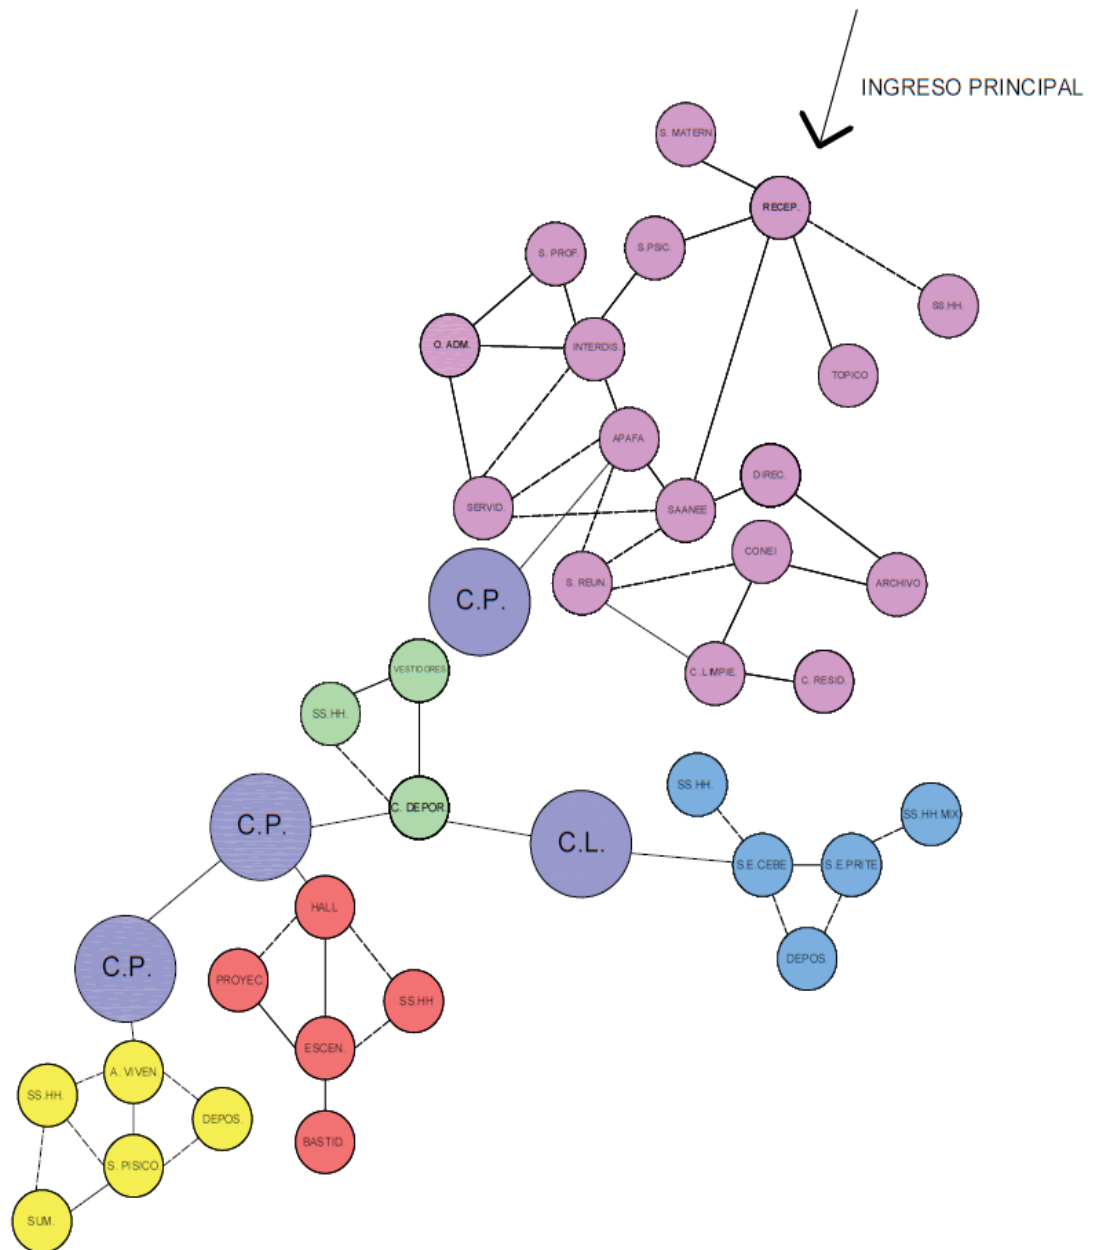 INGRESO PRINCIPAL
S. MATERN
RECEP.
S. PROF.
S.PSIC.
SS.HH.
O. ADM.
INTERDIS.
TOPICO
APAFA
DIREC.
SERVID.
SAANEE
CONEI
S. REUN.
ARCHIVO
C.P.
C. LIMPIE.
C. RESID.
VESTIDORES
SS.HH.
SS.HH.
C. DEPOR.
SS.HH.MIX
C.P.
C.L.
S.E.CEBE
S.E.PRITE
HALL
DEPOS.
C.P.
PROYEC.
SS.HH
ESCEN.
A. VIVEN.
SS.HH.
DEPOS.
BASTID.
S. PISICO.
SUM.